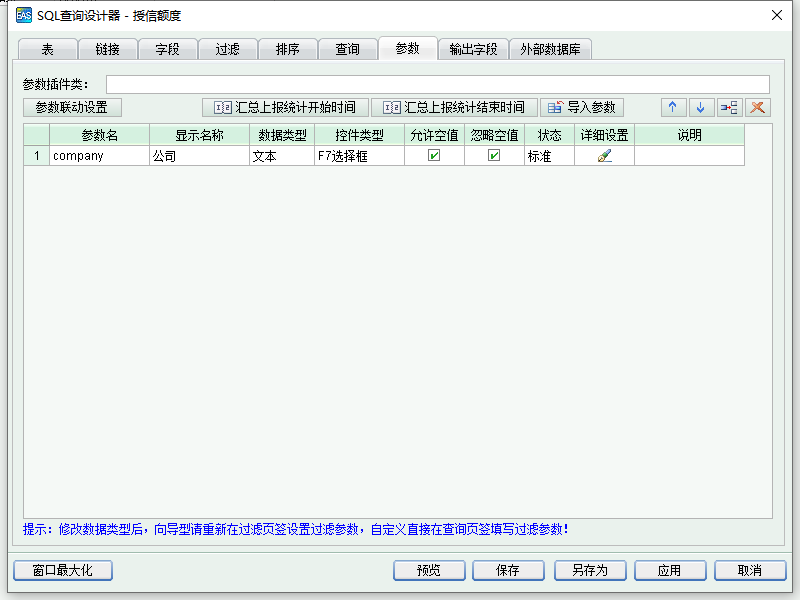 EAS SQL查询设计器 - 授信额度
表 链接 字段 过滤 排序 查询 参数 输出字段 外部数据库
参数插件类：
参数联动设置 汇总上报统计开始时间 汇总上报统计结束时间 导入参数
参数名 显示名称 数据类型 控件类型 允许空值 忽略空值 状态 详细设置 说明
1 company 公司 文本 F7选择框 标准
提示：修改数据类型后，向导型请重新在过滤页签设置过滤参数，自定义直接在查询页签填写过滤参数！
窗口最大化 预览 保存 另存为 应用 取消